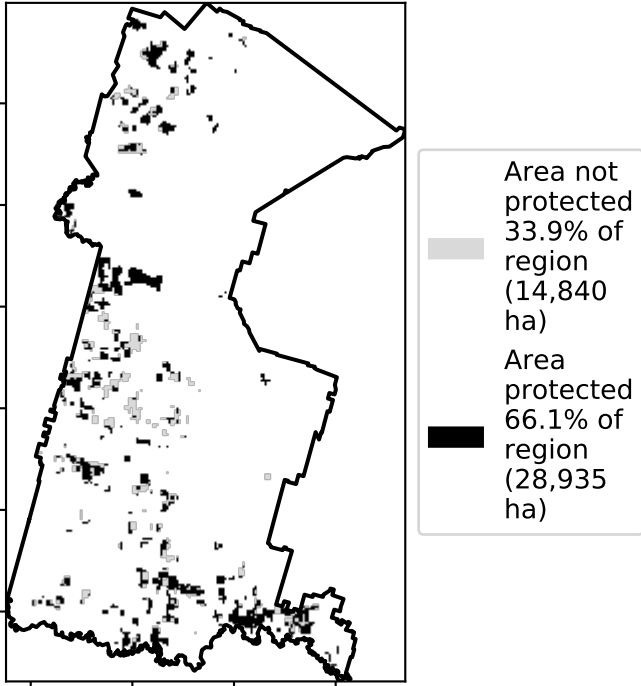 Area not
protected
33.9% of
region
(14,840
ha)
Area
protected
66.1% of
region
(28,935
ha)